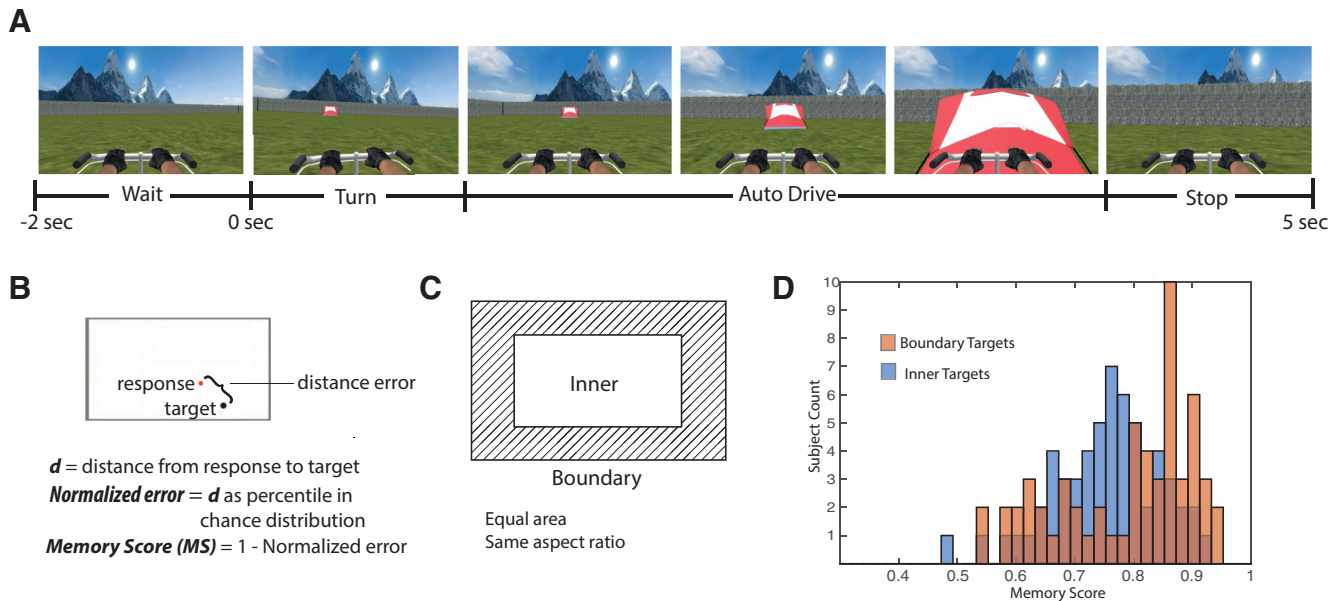 A
Wait
Turn
Auto Drive
Stop
-2 sec
0 sec
5 sec
B
response
distance error
target
d = distance from response to target
Normalized error = d as percentile in
chance distribution
Memory Score (MS) = 1 - Normalized error
C
Inner
Boundary
Equal area
Same aspect ratio
D
10
9
8
7
6
5
4
3
2
1
Subject Count
Boundary Targets
Inner Targets
0.4
0.5
0.6
0.7
0.8
0.9
1
Memory Score